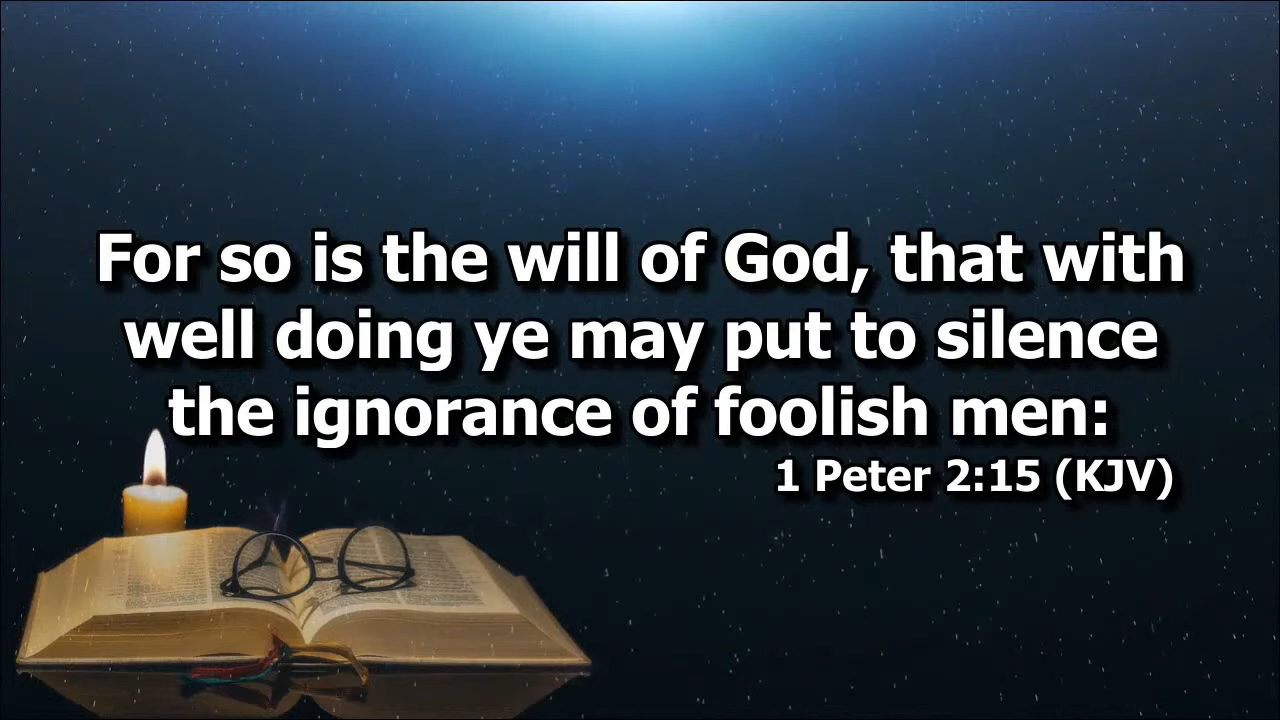 For so is the will of God, that with
well doing ye may put to silence
the ignorance of foolish men:
1 Peter 2:15 (KJV)